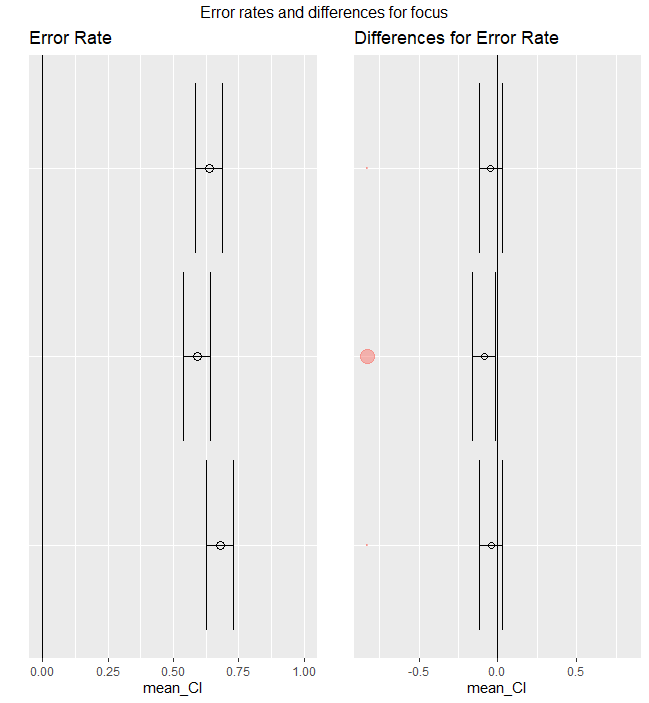 Error rates and differences for focus
Error Rate
Differences for Error Rate
0.00 0.25 0.50 0.75 1.00
mean_CI
-0.5 0.0 0.5
mean_CI